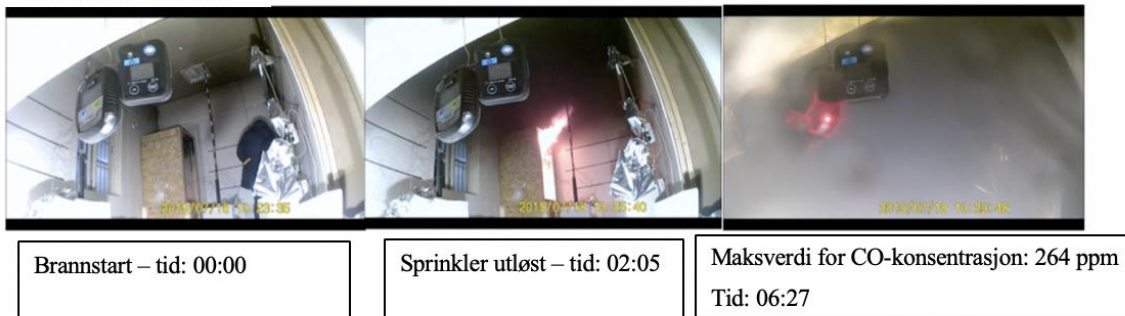 Brannstart – tid: 00:00
Sprinkler utløst – tid: 02:05
Maksverdi for CO-konsentrasjon: 264 ppm
Tid: 06:27